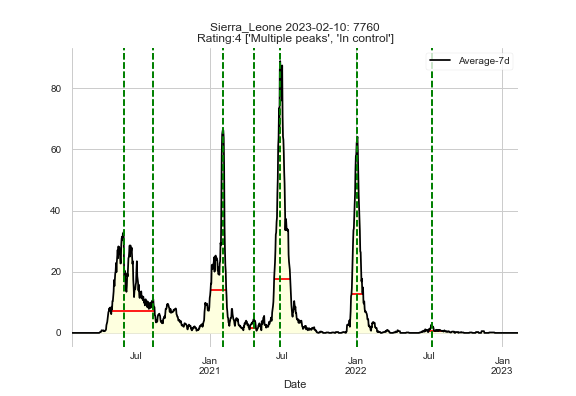 Sierra_Leone 2023-02-10: 7760
Rating:4 ['Multiple peaks', 'In control']
Average-7d
80
60
40
20
0
Jul
Jan
2021
Jul
Jan
2022
Jul
Jan
2023
Date